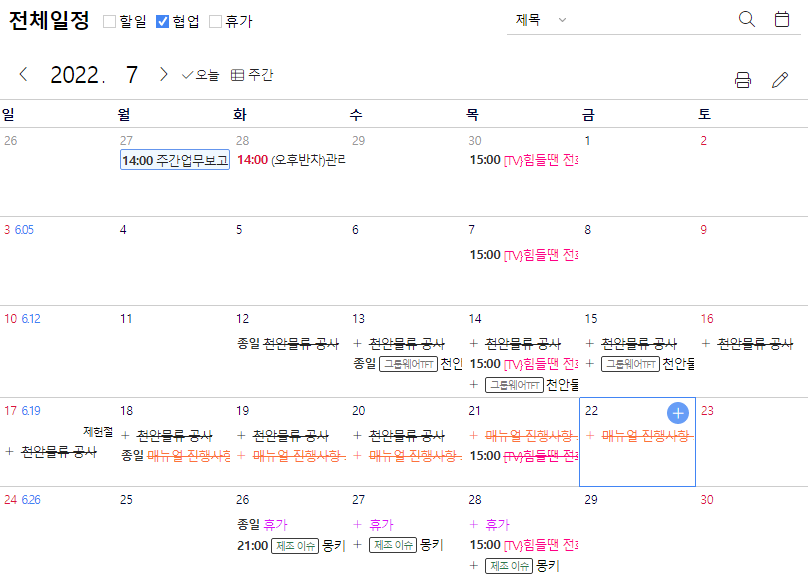 전체일정 할일 협업 휴가 제목
2022. 7 오늘 주간
일 월 화 수 목 금 토
26 27 28 29 30 1 2
14:00 주간업무보고 14:00 (오후반차)관리 15:00 [TV]힘들땐 전화
3 6.05 4 5 6 7 8 9
15:00 [TV]힘들땐 전화
10 6.12 11 12 13 14 15 16
종일 천안물류 공사 + 천안물류 공사 + 천안물류 공사 + 천안물류 공사 + 천안물류 공사
종일 그룹웨어TFT 천안 15:00 [TV]힘들땐 전화 + 그룹웨어TFT 천안물
+ 그룹웨어TFT 천안물
17 6.19 18 19 20 21 22 + 23
제헌절
+ 천안물류 공사 + 천안물류 공사 + 천안물류 공사 + 천안물류 공사 + 매뉴얼 진행사항 + 매뉴얼 진행사항
종일 매뉴얼 진행사항 + 매뉴얼 진행사항 + 매뉴얼 진행사항 15:00 [TV]힘들땐 전화
24 6.26 25 26 27 28 29 30
종일 휴가 + 휴가 + 휴가
21:00 제조 이슈 몽키 + 제조 이슈 몽키 15:00 [TV]힘들땐 전화
+ 제조 이슈 몽키